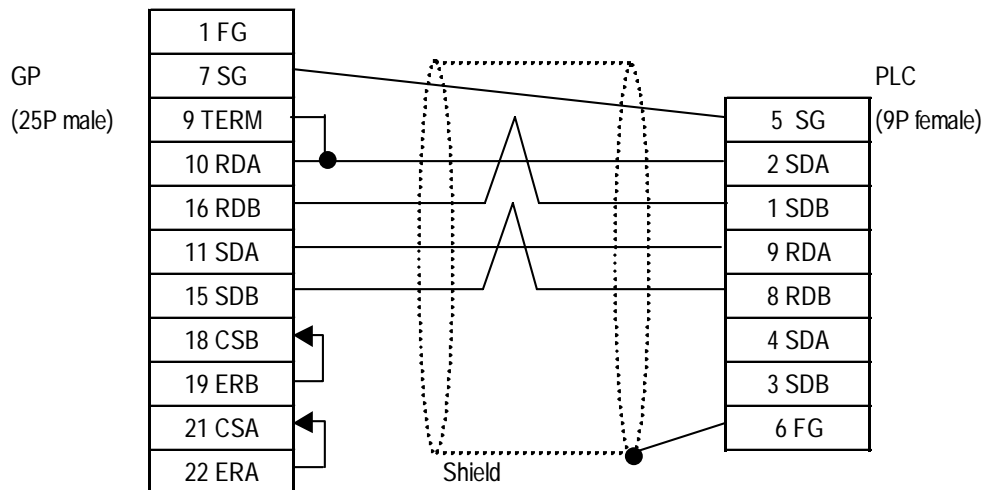 GP
(25P male)
1 FG
7 SG
9 TERM
10 RDA
16 RDB
11 SDA
15 SDB
18 CSB
19 ERB
21 CSA
22 ERA
Shield
PLC
(9P female)
5 SG
2 SDA
1 SDB
9 RDA
8 RDB
4 SDA
3 SDB
6 FG